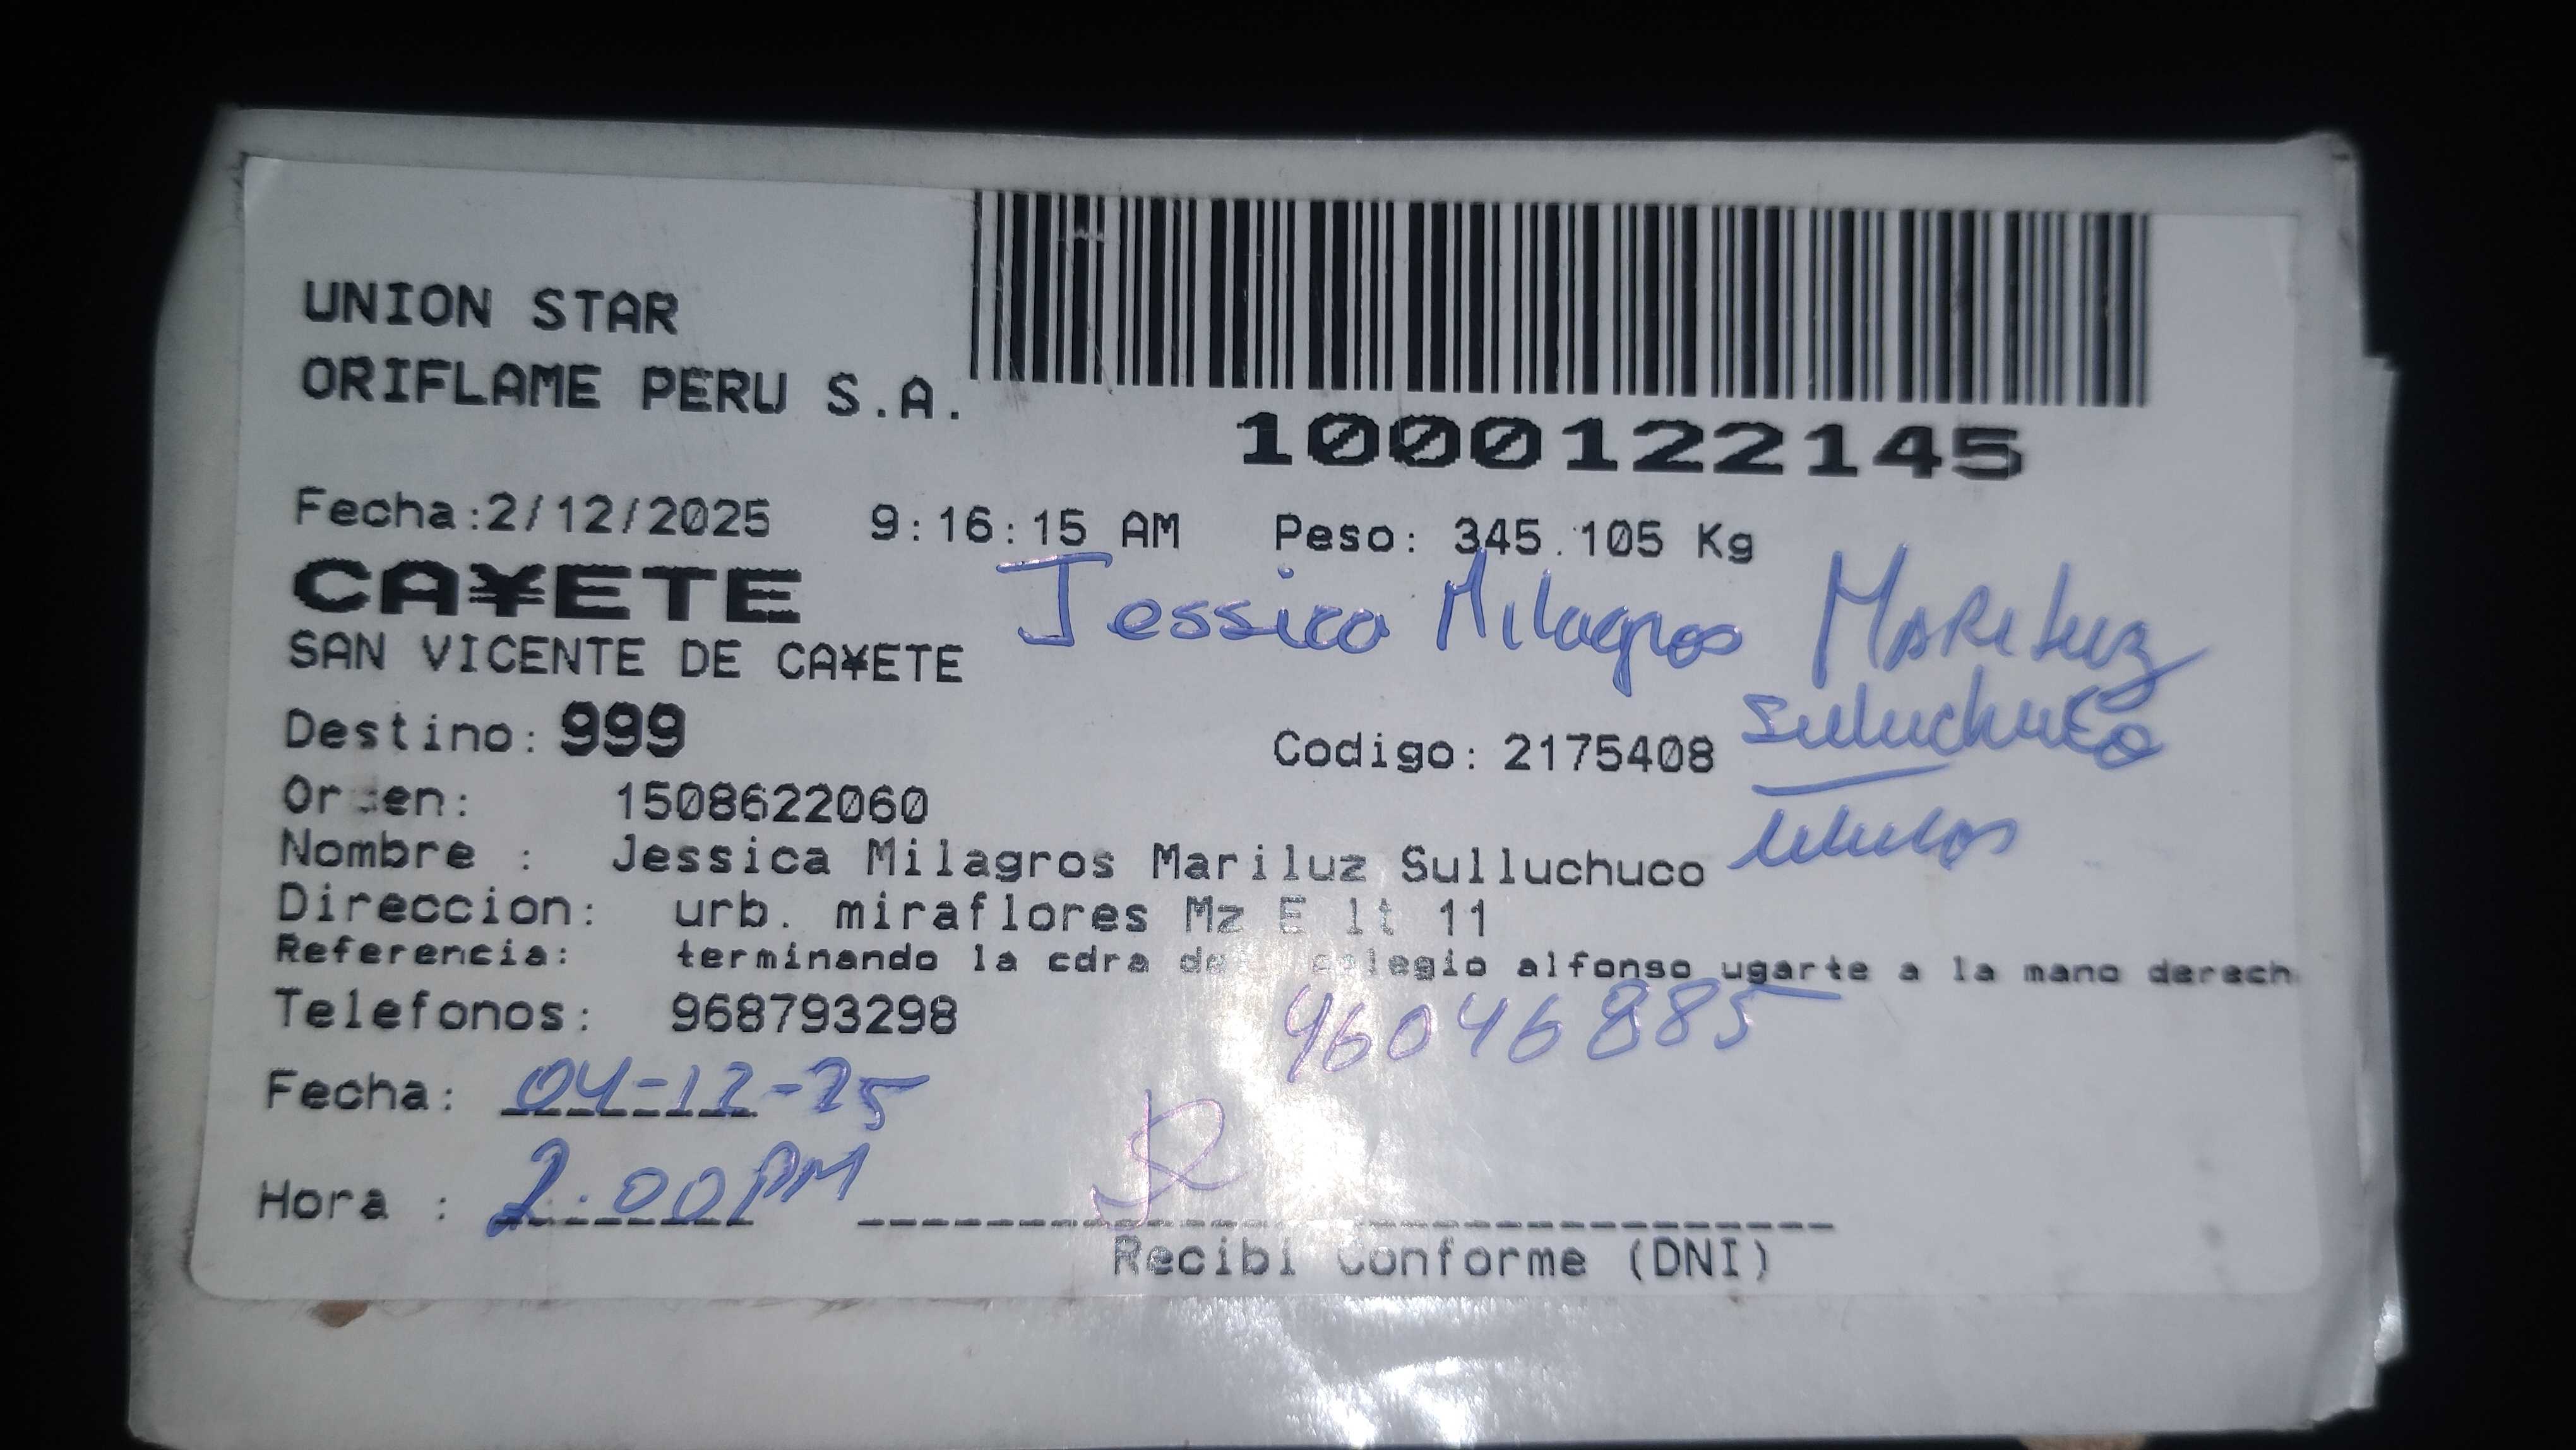 UNION STAR
ORIFLAME PERU S.A.
1000122145
Fecha:2/12/2025 9:16:15 AM Peso: 345.105 Kg
CA¥ETE
Jessica Milagros Mariluz
SAN VICENTE DE CA¥ETE
Sulluchuco
Destino: 999 Codigo: 2175408
Orden: 1508622060
Nombre : Jessica Milagros Mariluz Sulluchuco
Direccion: urb. miraflores Mz E lt 11
Referencia: terminando la cdra colegio alfonso ugarte a la mano derech
46046885
Telefonos: 968793298
Fecha: 04-12-25
Hora : 2:00 PM
Recibi Conforme (DNI)